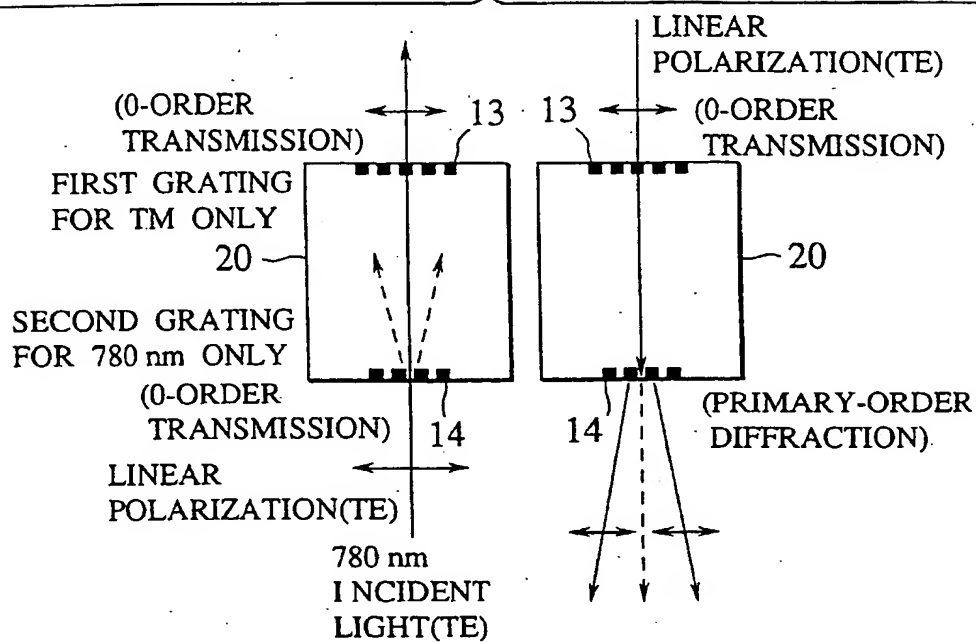 (0-ORDER
TRANSMISSION)
13
FIRST GRATING
FOR TM ONLY
20
SECOND GRATING
FOR 780 nm ONLY
(0-ORDER
TRANSMISSION)
14
LINEAR
POLARIZATION(TE)
780 nm
I NCIDENT
LIGHT(TE)
LINEAR
POLARIZATION(TE)
13
(0-ORDER
TRANSMISSION)
20
14
(PRIMARY-ORDER
DIFFRACTION)